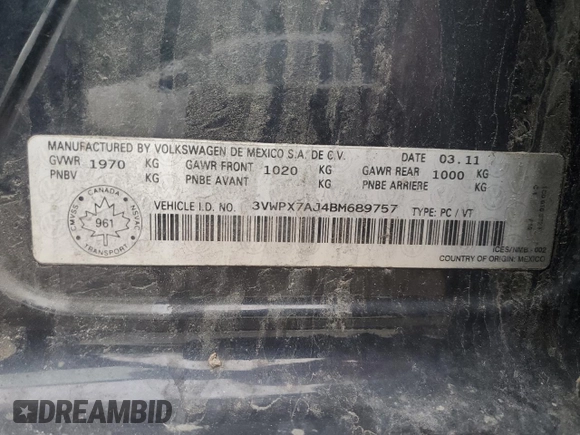 MANUFACTURED BY VOLKSWAGEN DE MEXICO S.A. DE C.V. DATE 03.11
GVWR 1970 KG GAWR FRONT 1020 KG GAWR REAR 1000 KG
PNBV KG PNBE AVANT KG PNBE ARRIERE KG
VEHICLE I.D. NO. 3VWPX7AJ4BM689757 TYPE: PC / VT
CANADA
CMVSS
961
NSVAC
TRANSPORT
COUNTRY OF ORIGIN: MEXICO
DREAMBID